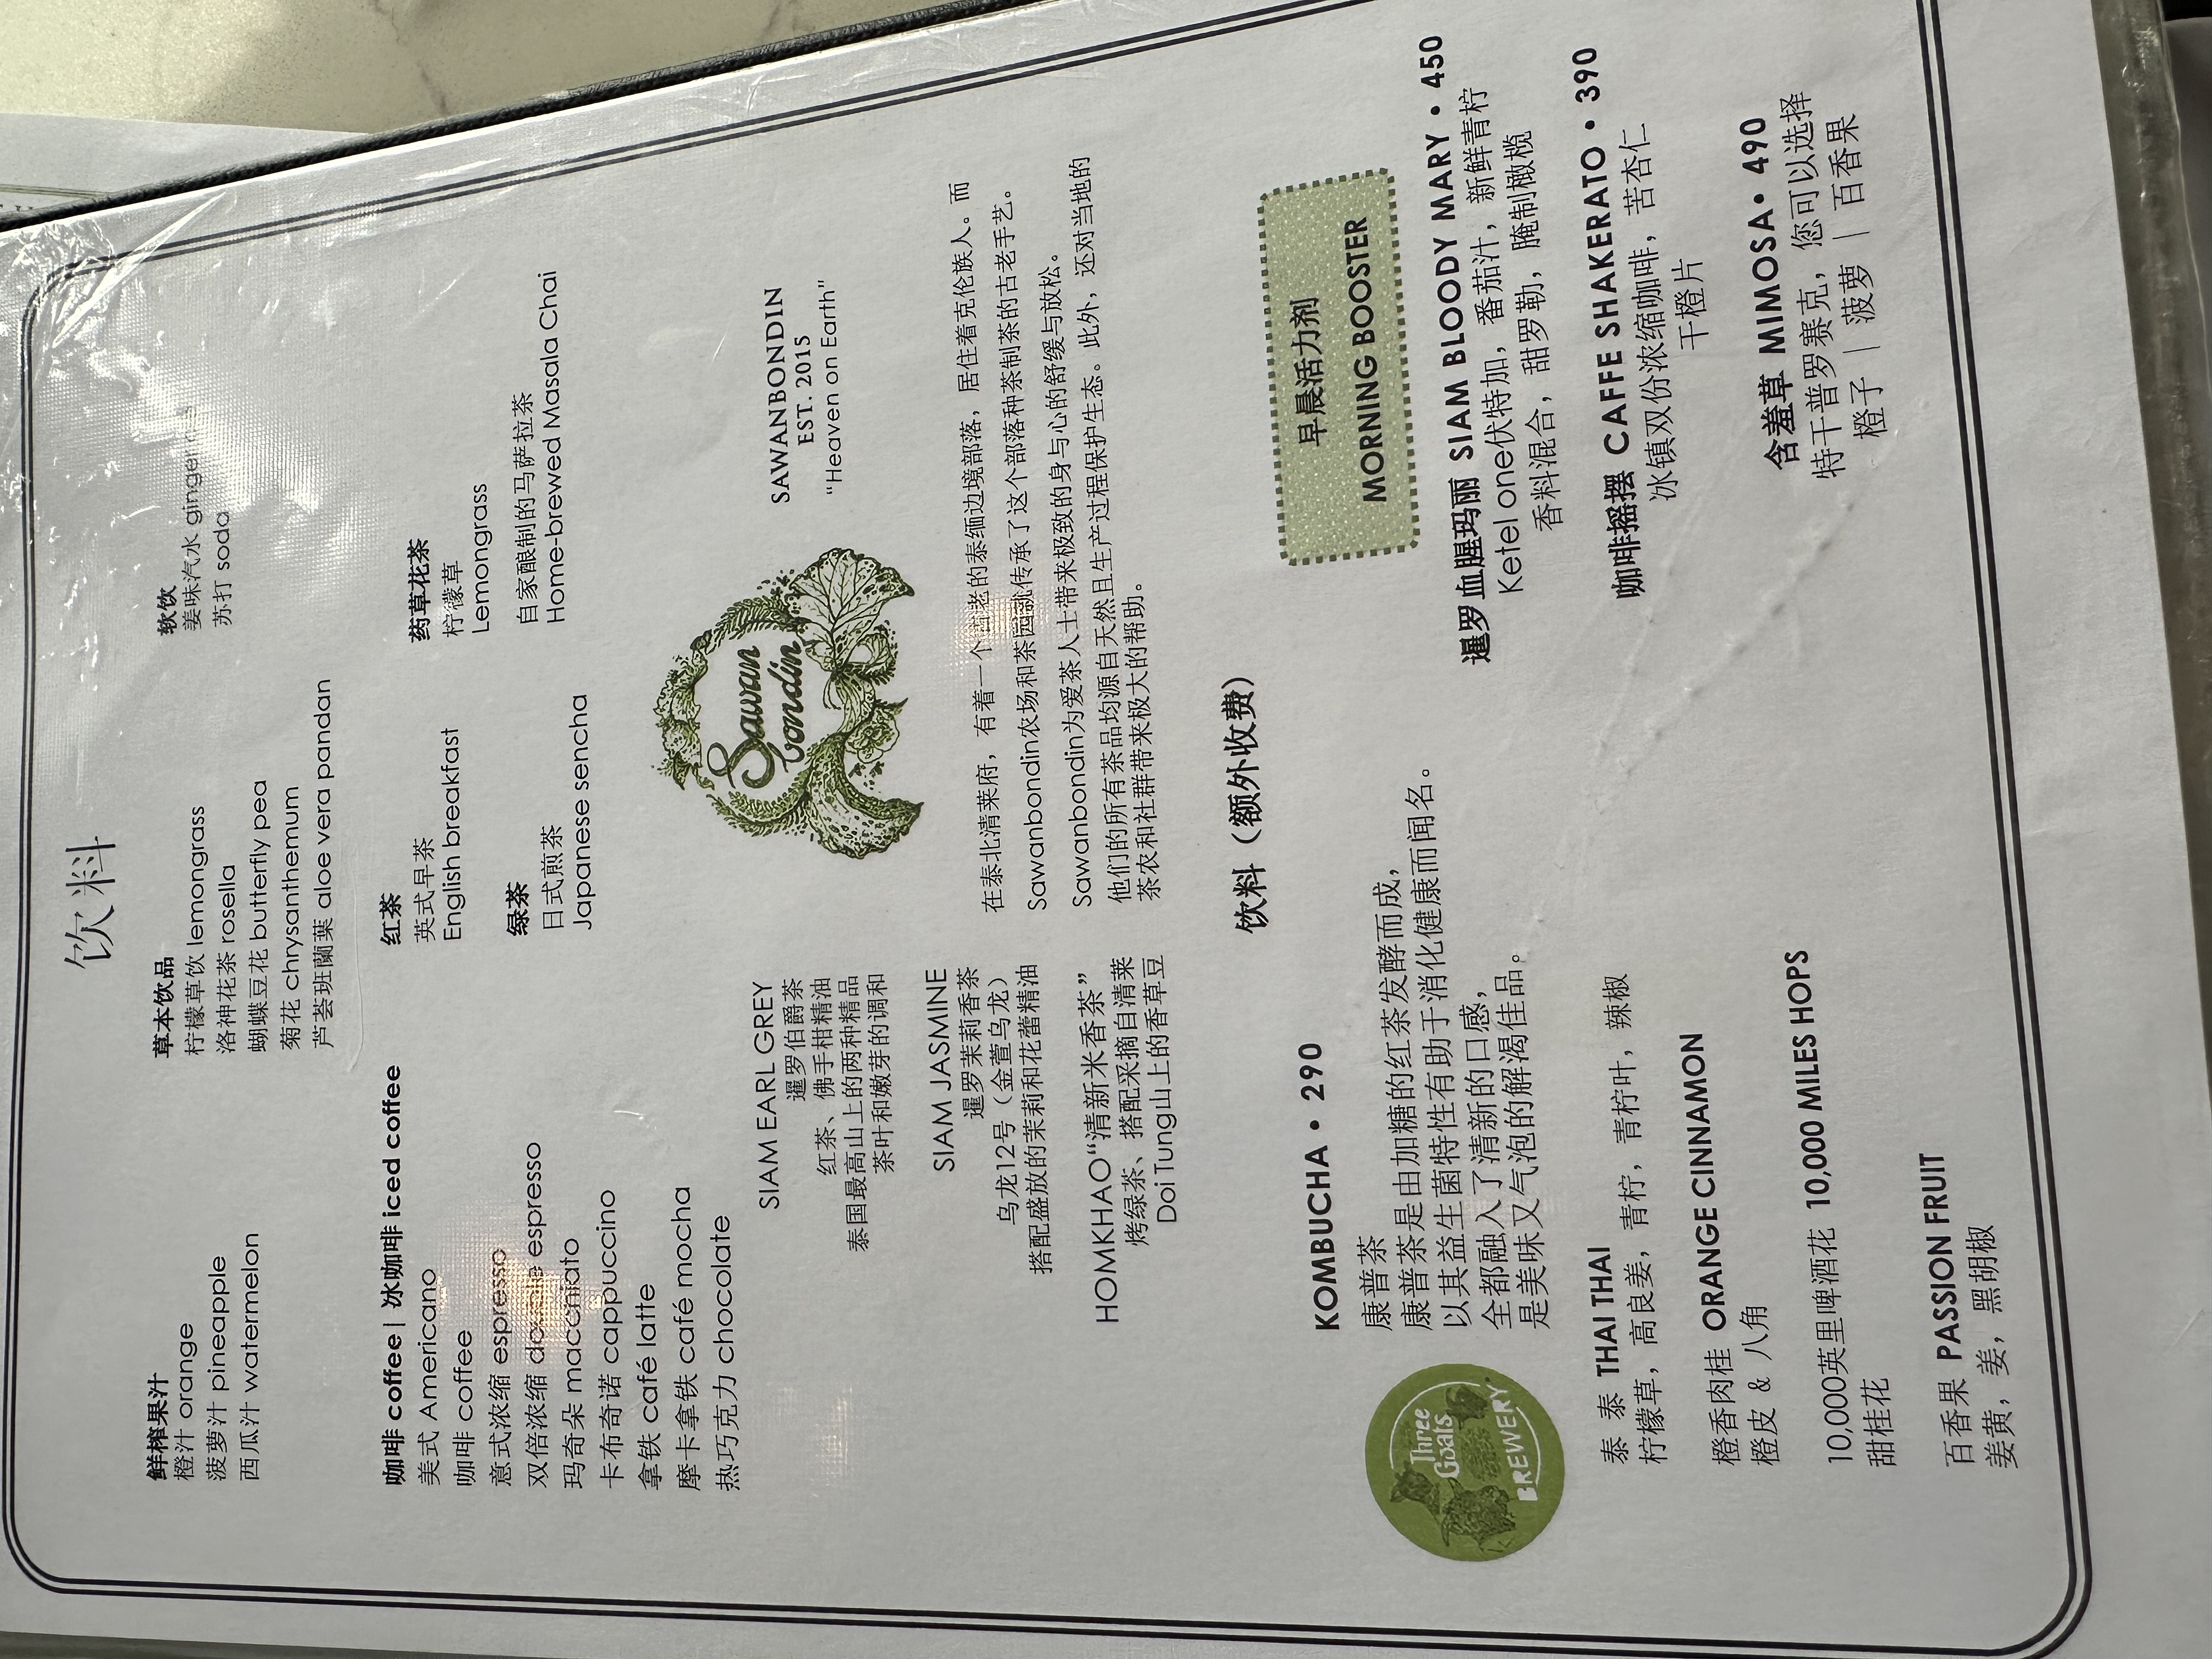 饮料
鲜榨果汁
橙汁 orange
菠萝汁 pineapple
西瓜汁 watermelon
草本饮品
柠檬草饮 lemongrass
洛神花茶 rosella
蝴蝶豆花 butterfly pea
菊花 chrysanthemum
芦荟班蘭葉 aloe vera pandan
软饮
姜味汽水 ginger
苏打 soda
咖啡 coffee | 冰咖啡 iced coffee
美式 Americano
咖啡 coffee
意式浓缩 espresso
双倍浓缩 double espresso
玛奇朵 macchiato
卡布奇诺 cappuccino
拿铁 café latte
摩卡拿铁 café mocha
热巧克力 chocolate
红茶
英式早茶
English breakfast
绿茶
日式煎茶
Japanese sencha
药草花茶
柠檬草
Lemongrass
自家酿制的马萨拉茶
Home-brewed Masala Chai
SIAM EARL GREY
暹罗伯爵茶
红茶、佛手柑精油
泰国最高山上的两种精品
茶叶和嫩芽的调和
SIAM JASMINE
暹罗茉莉香茶
乌龙12号（金萱乌龙）
搭配盛放的茉莉和花蕾精油
HOMKHAO“清新米香茶”
烤绿茶、搭配采摘自清莱
Doi Tung山上的香草豆
Sawan
bondin
SAWANBONDIN
EST. 2015
“Heaven on Earth”
在泰北清莱府，有着一个古老的泰缅边境部落，居住着克伦族人。而
Sawanbondin农场和茶园就传承了这个部落种茶制茶的古老手艺。
Sawanbondin为爱茶人士带来极致的身与心的舒缓与放松。
他们的所有茶品均源自天然且生产过程保护生态。此外，还对当地的
茶农和社群带来极大的帮助。
饮料（额外收费）
Three
Goats
BREWERY
KOMBUCHA • 290
康普茶
康普茶是由加糖的红茶发酵而成，
以其益生菌特性有助于消化健康而闻名。
全都融入了清新的口感，
是美味又气泡的解渴佳品。
泰 泰 THAI THAI
柠檬草，高良姜，青柠，青柠叶，辣椒
橙香肉桂 ORANGE CINNAMON
橙皮 & 八角
10,000英里啤酒花 10,000 MILES HOPS
甜桂花
百香果 PASSION FRUIT
姜黄，姜，黑胡椒
早晨活力剂
MORNING BOOSTER
暹罗血腥玛丽 SIAM BLOODY MARY • 450
Ketel one伏特加，番茄汁，新鲜青柠
香料混合，甜罗勒，腌制橄榄
咖啡摇摆 CAFFE SHAKERATO • 390
冰镇双份浓缩咖啡，苦杏仁
干橙片
含羞草 MIMOSA • 490
特干普罗赛克，您可以选择
橙子 | 菠萝 | 百香果